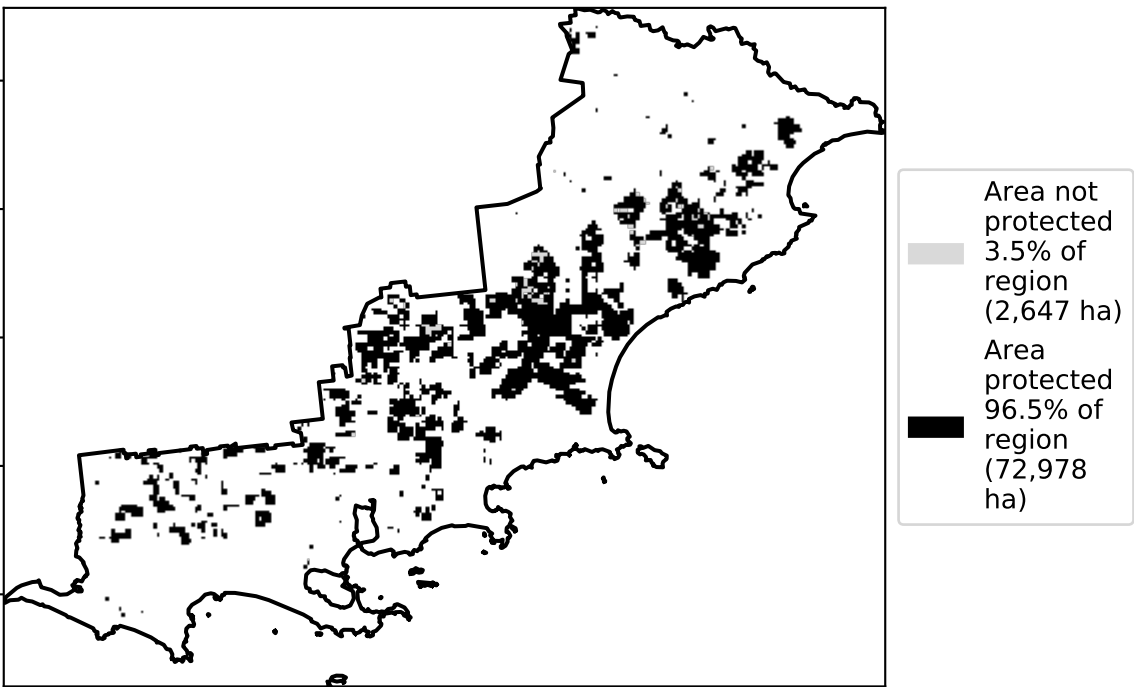 Area not
protected
3.5% of
region
(2,647 ha)
Area
protected
96.5% of
region
(72,978
ha)